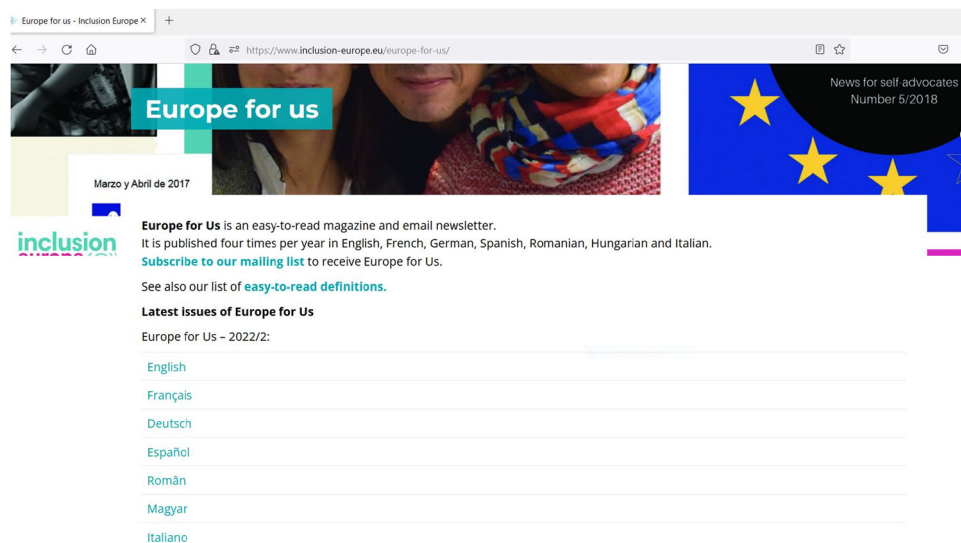 Europe for us - Inclusion Europe
https://www.inclusion-europe.eu/europe-for-us/
News for self-advocates
Number 5/2018
Europe for us
Marzo y Abril de 2017
inclusion
europe
Europe for Us is an easy-to-read magazine and email newsletter.
It is published four times per year in English, French, German, Spanish, Romanian, Hungarian and Italian.
Subscribe to our mailing list to receive Europe for Us.
See also our list of easy-to-read definitions.
Latest issues of Europe for Us
Europe for Us – 2022/2:
English
Français
Deutsch
Español
Român
Magyar
Italiano